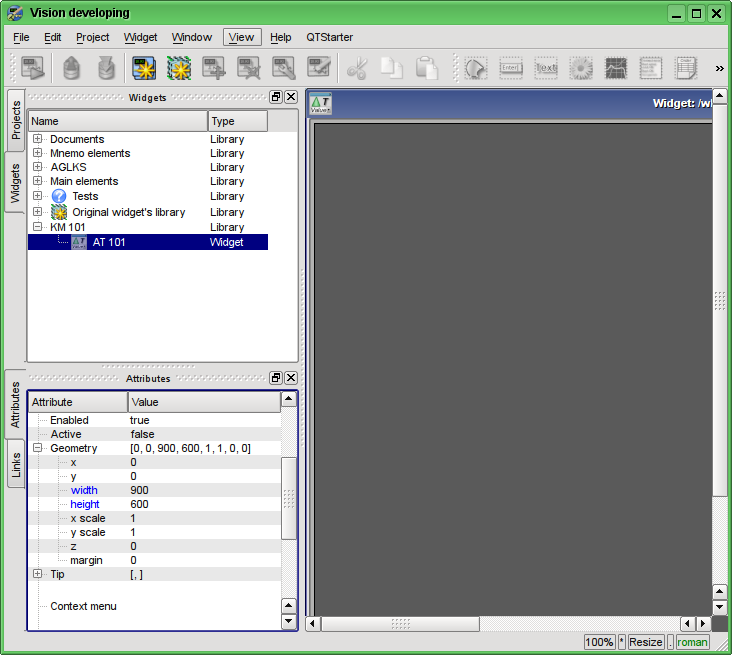 Vision developing
File Edit Project Widget Window View Help QTStarter
Projects
Widgets
Widgets
Name Type
Documents Library
Mnemo elements Library
AGLKS Library
Main elements Library
Tests Library
Original widget's library Library
KM 101 Library
AT 101 Widget
Attributes
Links
Attributes
Attribute Value
Enabled true
Active false
Geometry [0, 0, 900, 600, 1, 1, 0, 0]
x 0
y 0
width 900
height 600
x scale 1
y scale 1
z 0
margin 0
Tip [, ]
Context menu
Enter
Text
Widget: /wi
100% * Resize . roman